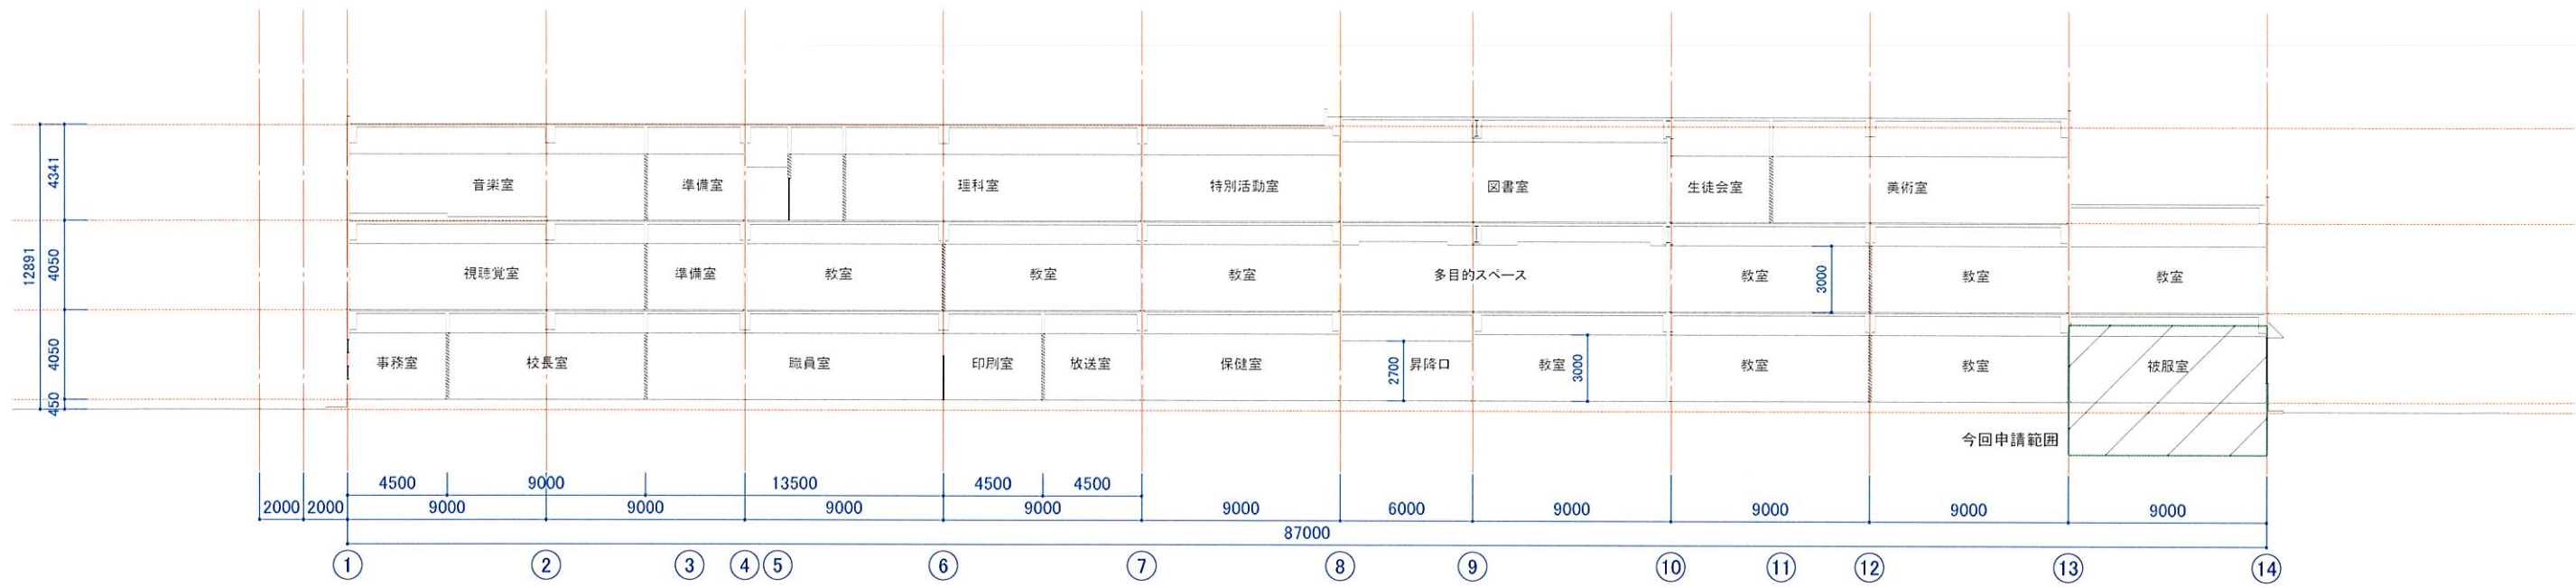 4341
12891
4050
4050
450
音楽室 準備室 理科室 特別活動室 図書室 生徒会室 美術室
視聴覚室 準備室 教室 教室 教室 多目的スペース 教室 3000 教室 教室
事務室 校長室 職員室 印刷室 放送室 保健室 2700 昇降口 教室 3000 教室 教室 被服室
今回申請範囲
4500 9000 13500 4500 4500
2000 2000 9000 9000 9000 9000 9000 6000 9000 9000 9000 9000
87000
1 2 3 4 5 6 7 8 9 10 11 12 13 14